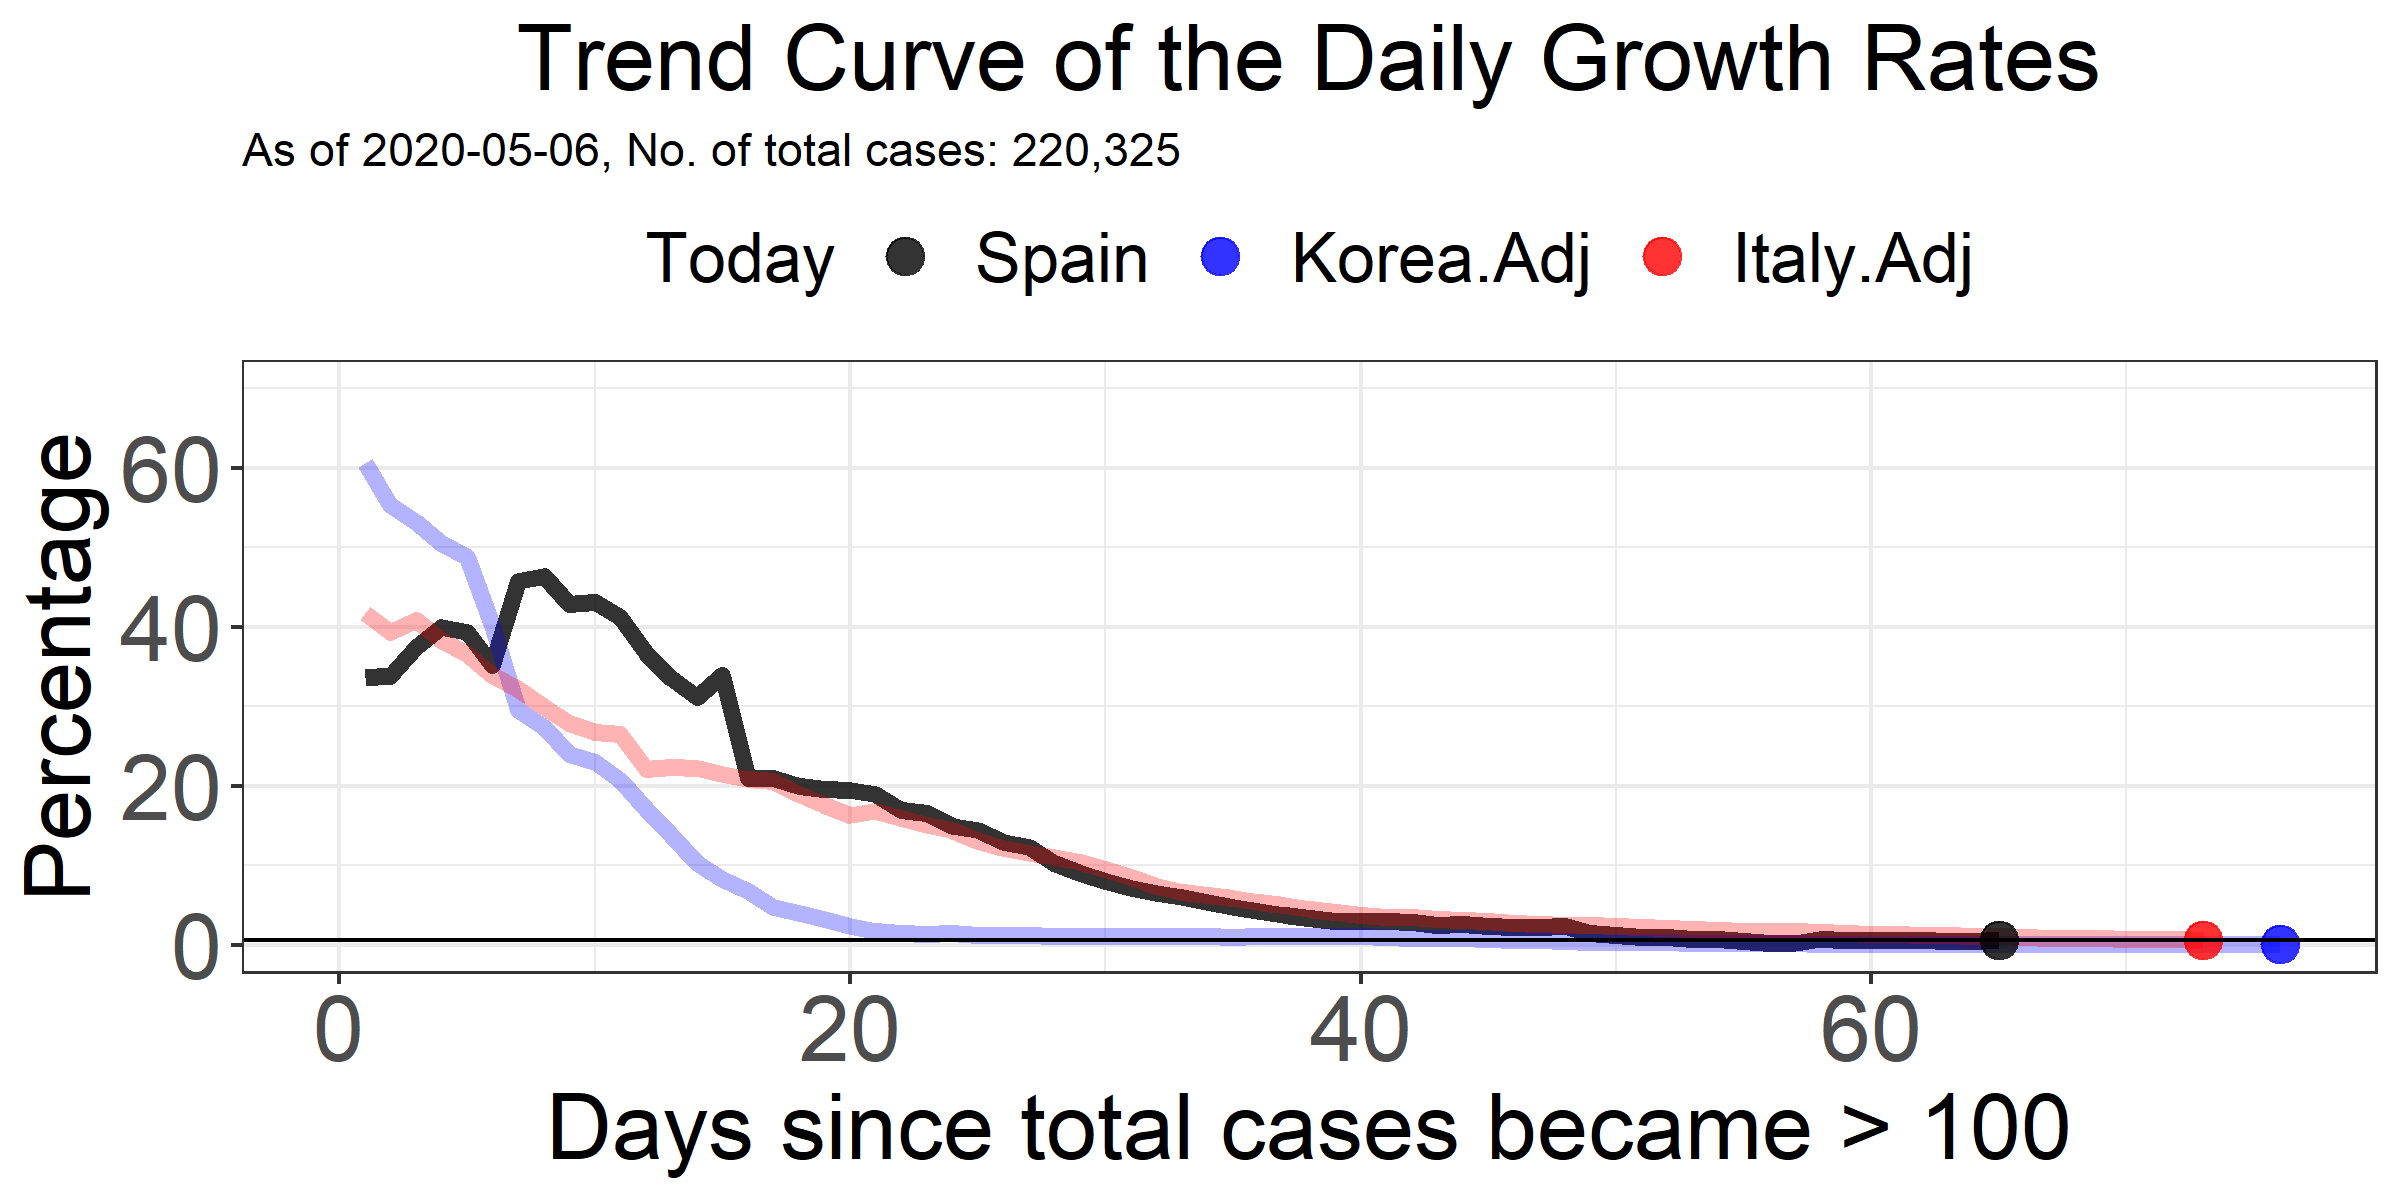 Trend Curve of the Daily Growth Rates
As of 2020-05-06, No. of total cases: 220,325
Today Spain Korea.Adj Italy.Adj
Percentage
60
40
20
0
0 20 40 60
Days since total cases became > 100